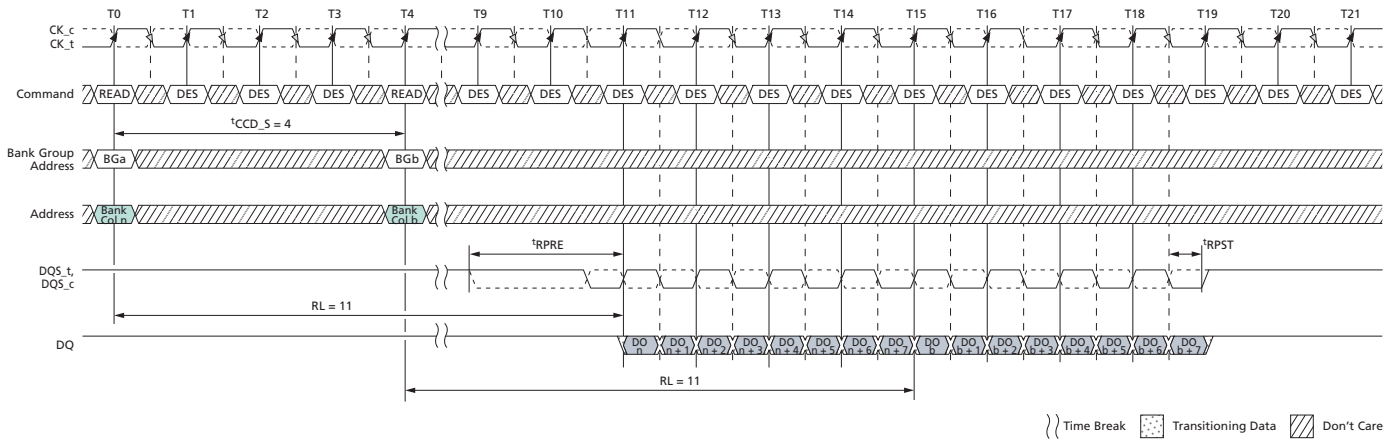 T0 T1 T2 T3 T4 T9 T10 T11 T12 T13 T14 T15 T16 T17 T18 T19 T20 T21
CK_c
CK_t
Command READ DES DES DES READ DES DES DES DES DES DES DES DES DES DES DES DES DES
tCCD_S = 4
Bank Group
Address
BGa BGb
Address
Bank
Col n
Bank
Col b
tRPRE tRPST
DQS_t,
DQS_c
RL = 11
DQ
DO
n
DO
n + 1
DO
n + 2
DO
n + 3
DO
n + 4
DO
n + 5
DO
n + 6
DO
n + 7
DO
b
DO
b + 1
DO
b + 2
DO
b + 3
DO
b + 4
DO
b + 5
DO
b + 6
DO
b + 7
RL = 11
Time Break Transitioning Data Don't Care